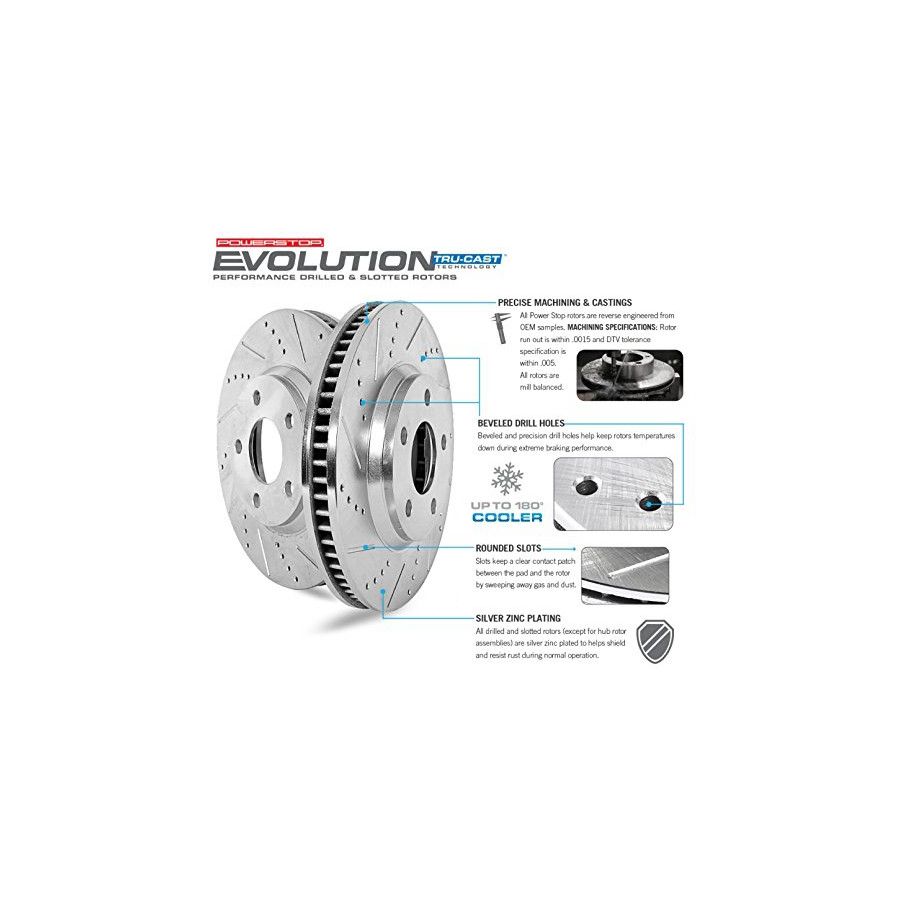 POWERSTOP
EVOLUTION TRU-CAST™
TECHNOLOGY
PERFORMANCE DRILLED & SLOTTED ROTORS
PRECISE MACHINING & CASTINGS
All Power Stop rotors are reverse engineered from
OEM samples. MACHINING SPECIFICATIONS: Rotor
run out is within .0015 and DTV tolerance
specification is
within .005.
All rotors are
mill balanced.
BEVELED DRILL HOLES
Beveled and precision drill holes help keep rotors temperatures
down during extreme braking performance.
UP TO 180°
COOLER
ROUNDED SLOTS
Slots keep a clear contact patch
between the pad and the rotor
by sweeping away gas and dust.
SILVER ZINC PLATING
All drilled and slotted rotors (except for hub rotor
assemblies) are silver zinc plated to helps shield
and resist rust during normal operation.